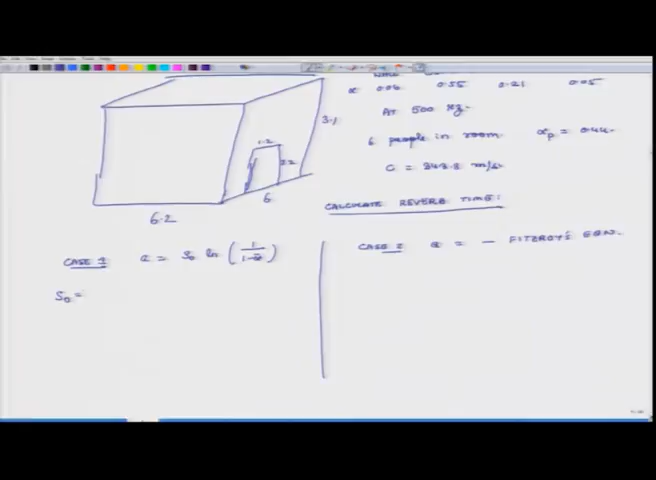 α 0.06 0.55 0.21 0.05
At 500 Hz.
3.1
1.2
6 people in room αp = 0.44.
2.2
C = 343.8 m/s.
6
CALCULATE REVERB TIME:
6.2
CASE 1 a = S₀ ln (1/(1-ᾱ))
CASE 2 a = — FITZROY'S EQN.
S₀ =